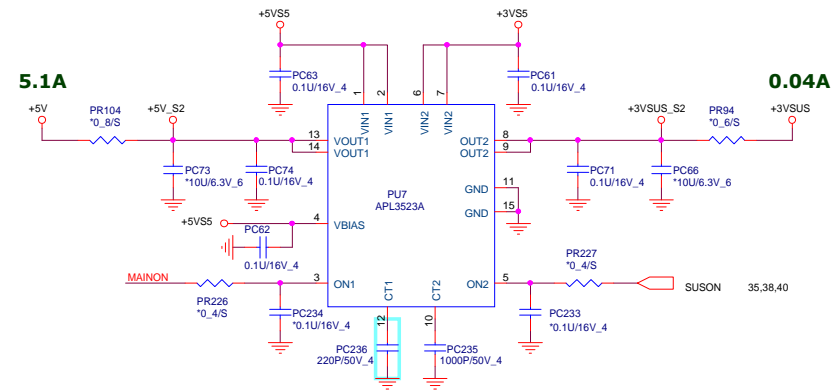 +5VS5
+3VS5
5.1A
PC63
0.1U/16V_4
PC61
0.1U/16V_4
0.04A
+5V
PR104
*0_8/S
+5V_S2
1
2
6
7
+3VSUS_S2
PR94
*0_6/S
+3VSUS
VIN1
VIN1
VIN2
VIN2
13
VOUT1
14
VOUT1
OUT2
8
OUT2
9
PC73
*10U/6.3V_6
PC74
0.1U/16V_4
PC71
0.1U/16V_4
PC66
*10U/6.3V_6
PU7
APL3523A
GND
11
GND
15
+5VS5
4
VBIAS
PC62
0.1U/16V_4
MAINON
PR226
*0_4/S
3
ON1
ON2
5
PR227
*0_4/S
SUSON
35,38,40
CT1
CT2
PC234
*0.1U/16V_4
12
10
PC233
*0.1U/16V_4
PC236
220P/50V_4
PC235
1000P/50V_4